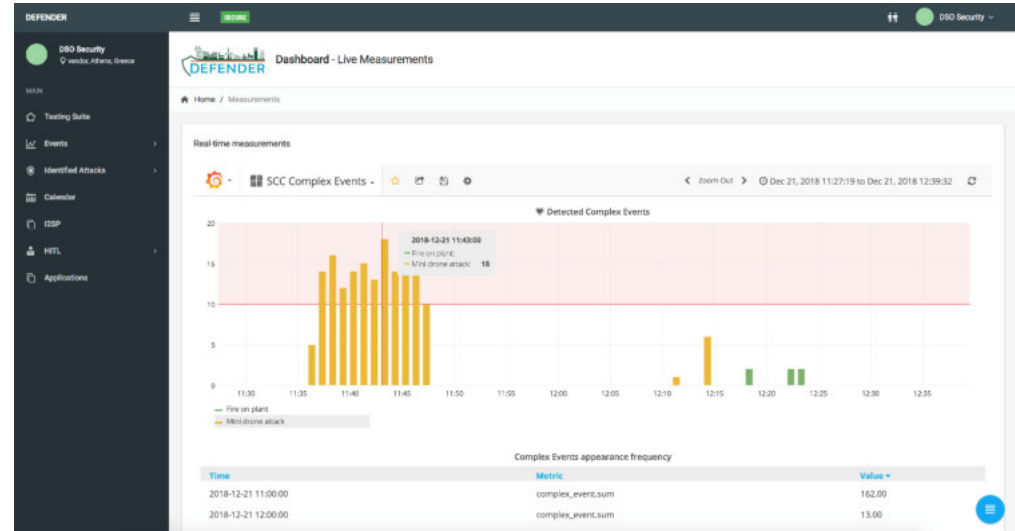 DEFENDER
SECURE
DSO Security
DSO Security
vendor, Athens, Greece
DEFENDER
Dashboard - Live Measurements
MAIN
Home / Measurements
Testing Suite
Events
Identified Attacks
Calendar
I2SP
HITL
Applications
Real-time measurements
SCC Complex Events
Zoom Out
Dec 21, 2018 11:27:19 to Dec 21, 2018 12:39:32
Detected Complex Events
20
15
10
5
0
2018-12-21 11:43:00
Fire on plant:
Mini drone attack: 18
11:30 11:35 11:40 11:45 11:50 11:55 12:00 12:05 12:10 12:15 12:20 12:25 12:30 12:35
Fire on plant
Mini drone attack
Complex Events appearance frequency
Time Metric Value
2018-12-21 11:00:00 complex_event.sum 162.00
2018-12-21 12:00:00 complex_event.sum 13.00